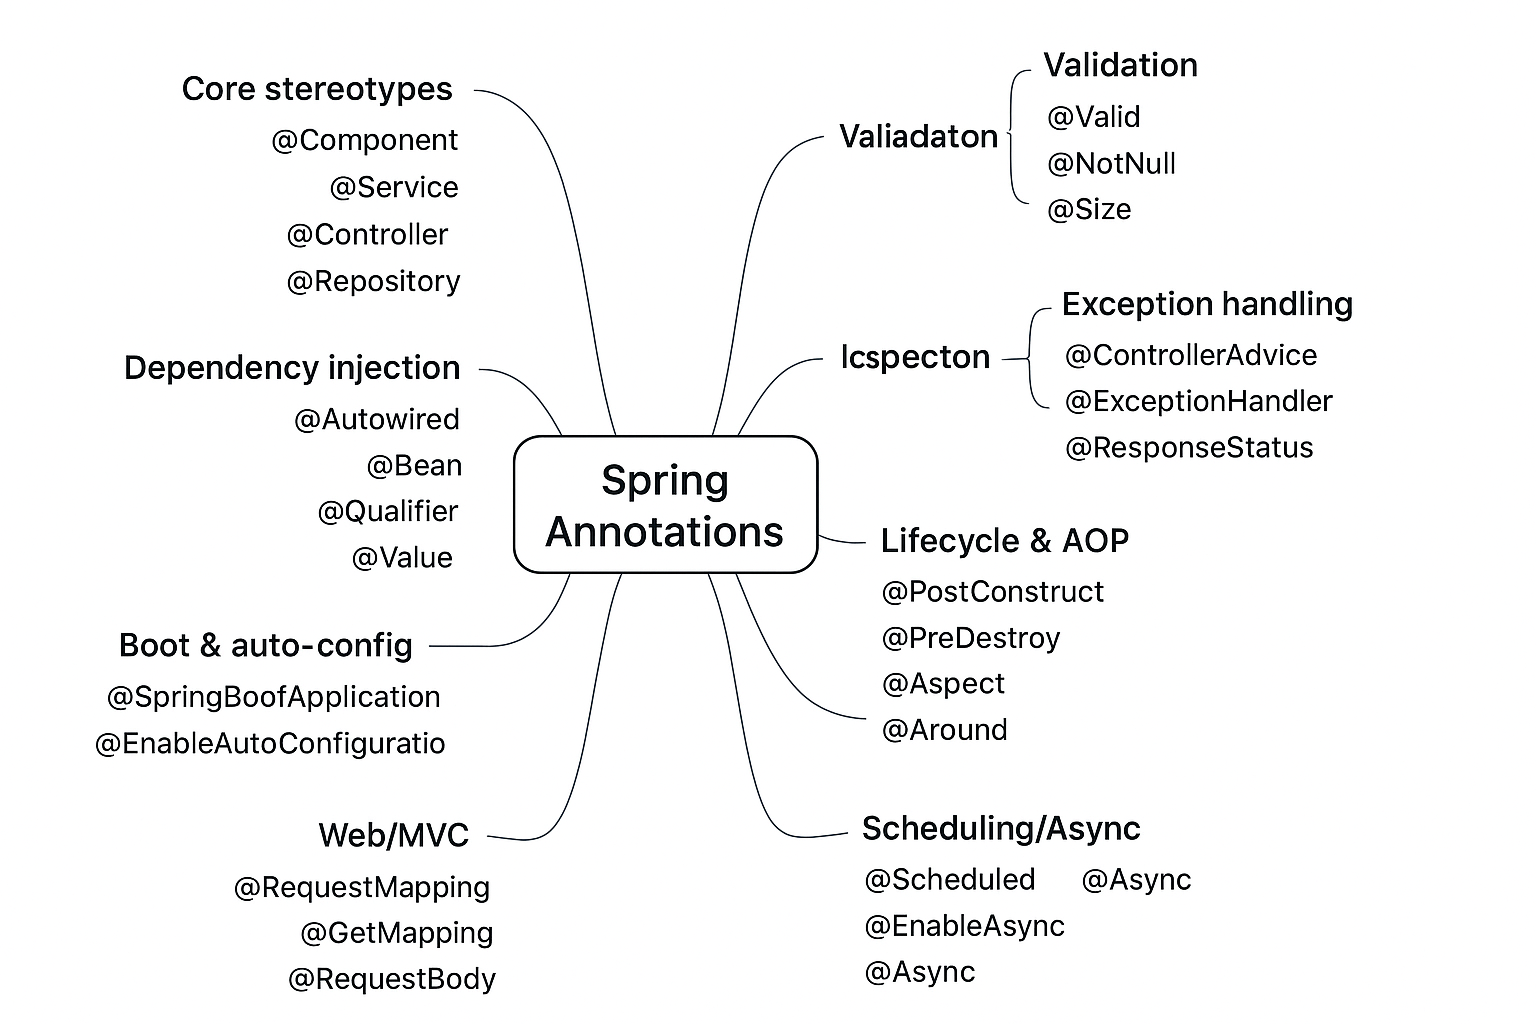 Core stereotypes
@Component
@Service
@Controller
@Repository
Dependency injection
@Autowired
@Bean
@Qualifier
@Value
Boot & auto-config
@SpringBoofApplication
@EnableAutoConfiguratio
Web/MVC
@RequestMapping
@GetMapping
@RequestBody
Spring
Annotations
Valiadaton
Validation
@Valid
@NotNull
@Size
Icspecton
Exception handling
@ControllerAdvice
@ExceptionHandler
@ResponseStatus
Lifecycle & AOP
@PostConstruct
@PreDestroy
@Aspect
@Around
Scheduling/Async
@Scheduled @Async
@EnableAsync
@Async